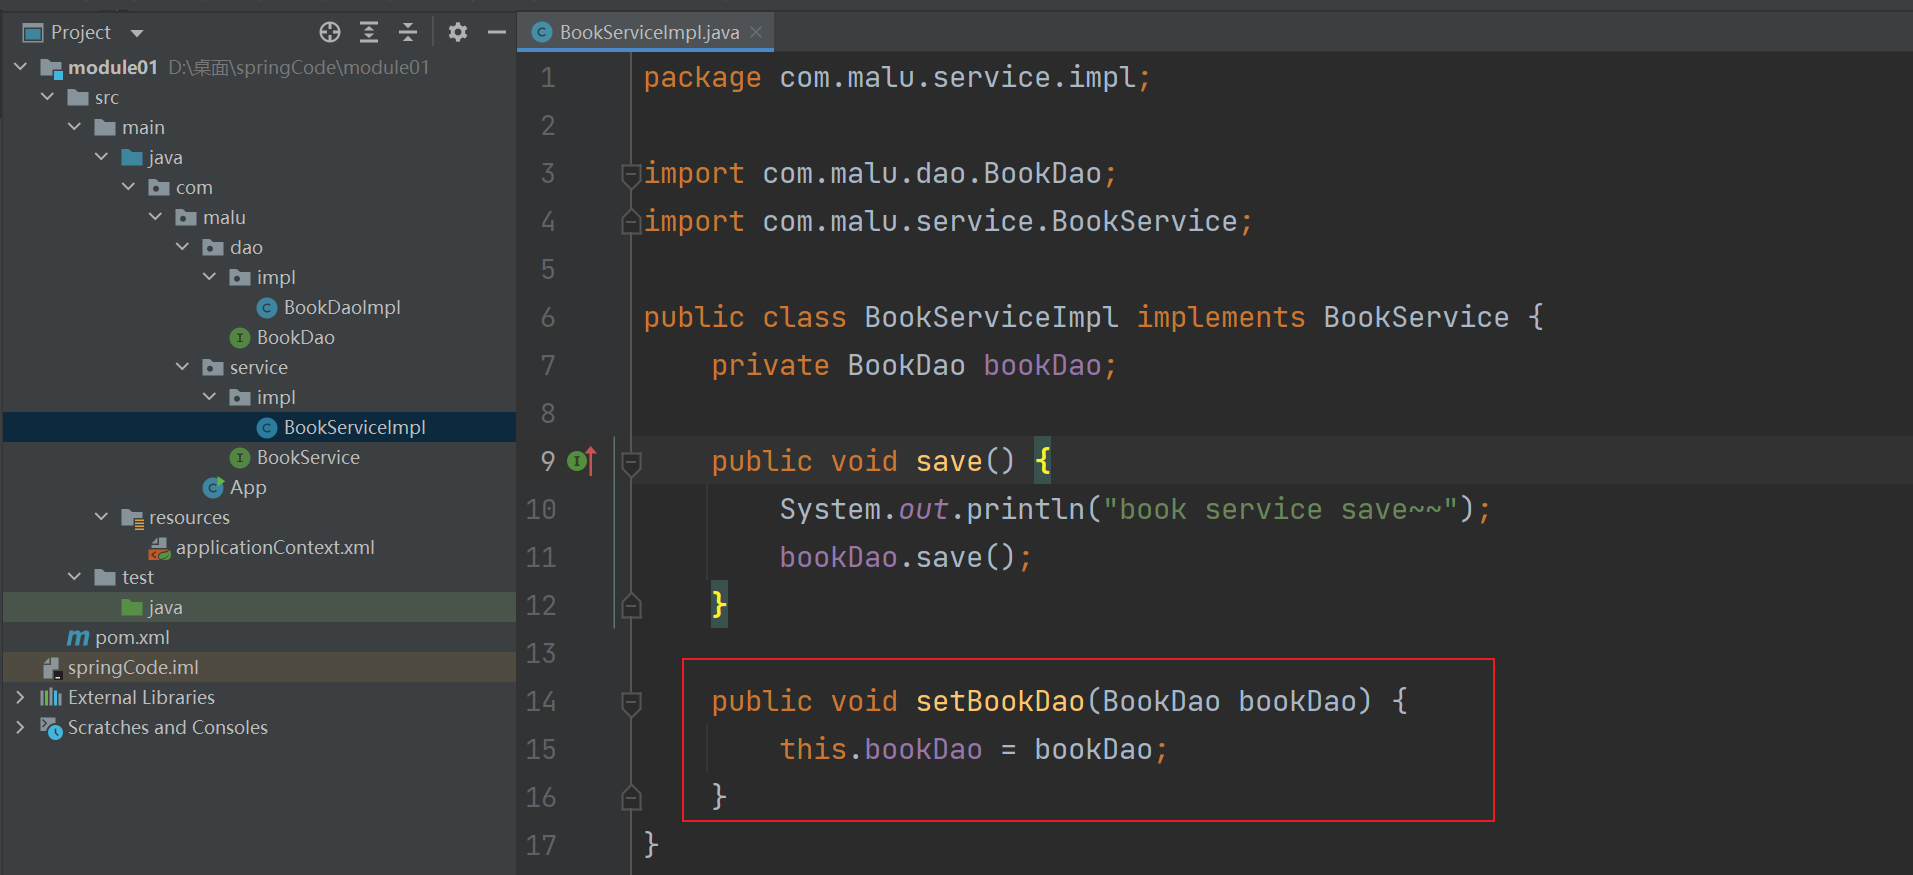 Project
module01 D:\桌面\springCode\module01
src
main
java
com
malu
dao
impl
BookDaoImpl
BookDao
service
impl
BookServiceImpl
BookService
App
resources
applicationContext.xml
test
java
pom.xml
springCode.iml
External Libraries
Scratches and Consoles
BookServiceImpl.java
1 package com.malu.service.impl;
2
3 import com.malu.dao.BookDao;
4 import com.malu.service.BookService;
5
6 public class BookServiceImpl implements BookService {
7     private BookDao bookDao;
8
9     public void save() {
10         System.out.println("book service save~~");
11         bookDao.save();
12     }
13
14     public void setBookDao(BookDao bookDao) {
15         this.bookDao = bookDao;
16     }
17 }